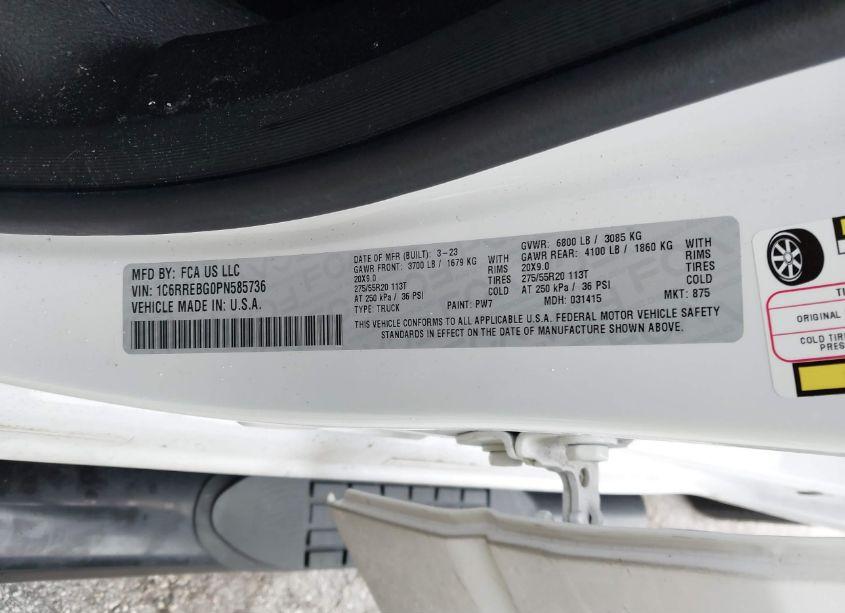 MFD BY: FCA US LLC
VIN: 1C6RREBG0PN585736
VEHICLE MADE IN: U.S.A.
DATE OF MFR (BUILT): 3-23
GAWR FRONT: 3700 LB / 1679 KG WITH
20X9.0 RIMS
275/55R20 113T TIRES
AT 250 kPa / 36 PSI COLD
TYPE: TRUCK PAINT: PW7
GVWR: 6800 LB / 3085 KG
GAWR REAR: 4100 LB / 1860 KG WITH
20X9.0 RIMS
275/55R20 113T TIRES
AT 250 kPa / 36 PSI COLD
MDH: 031415 MKT: 875
THIS VEHICLE CONFORMS TO ALL APPLICABLE U.S.A. FEDERAL MOTOR VEHICLE SAFETY
STANDARDS IN EFFECT ON THE DATE OF MANUFACTURE SHOWN ABOVE.
ORIGINAL
COLD TIRE